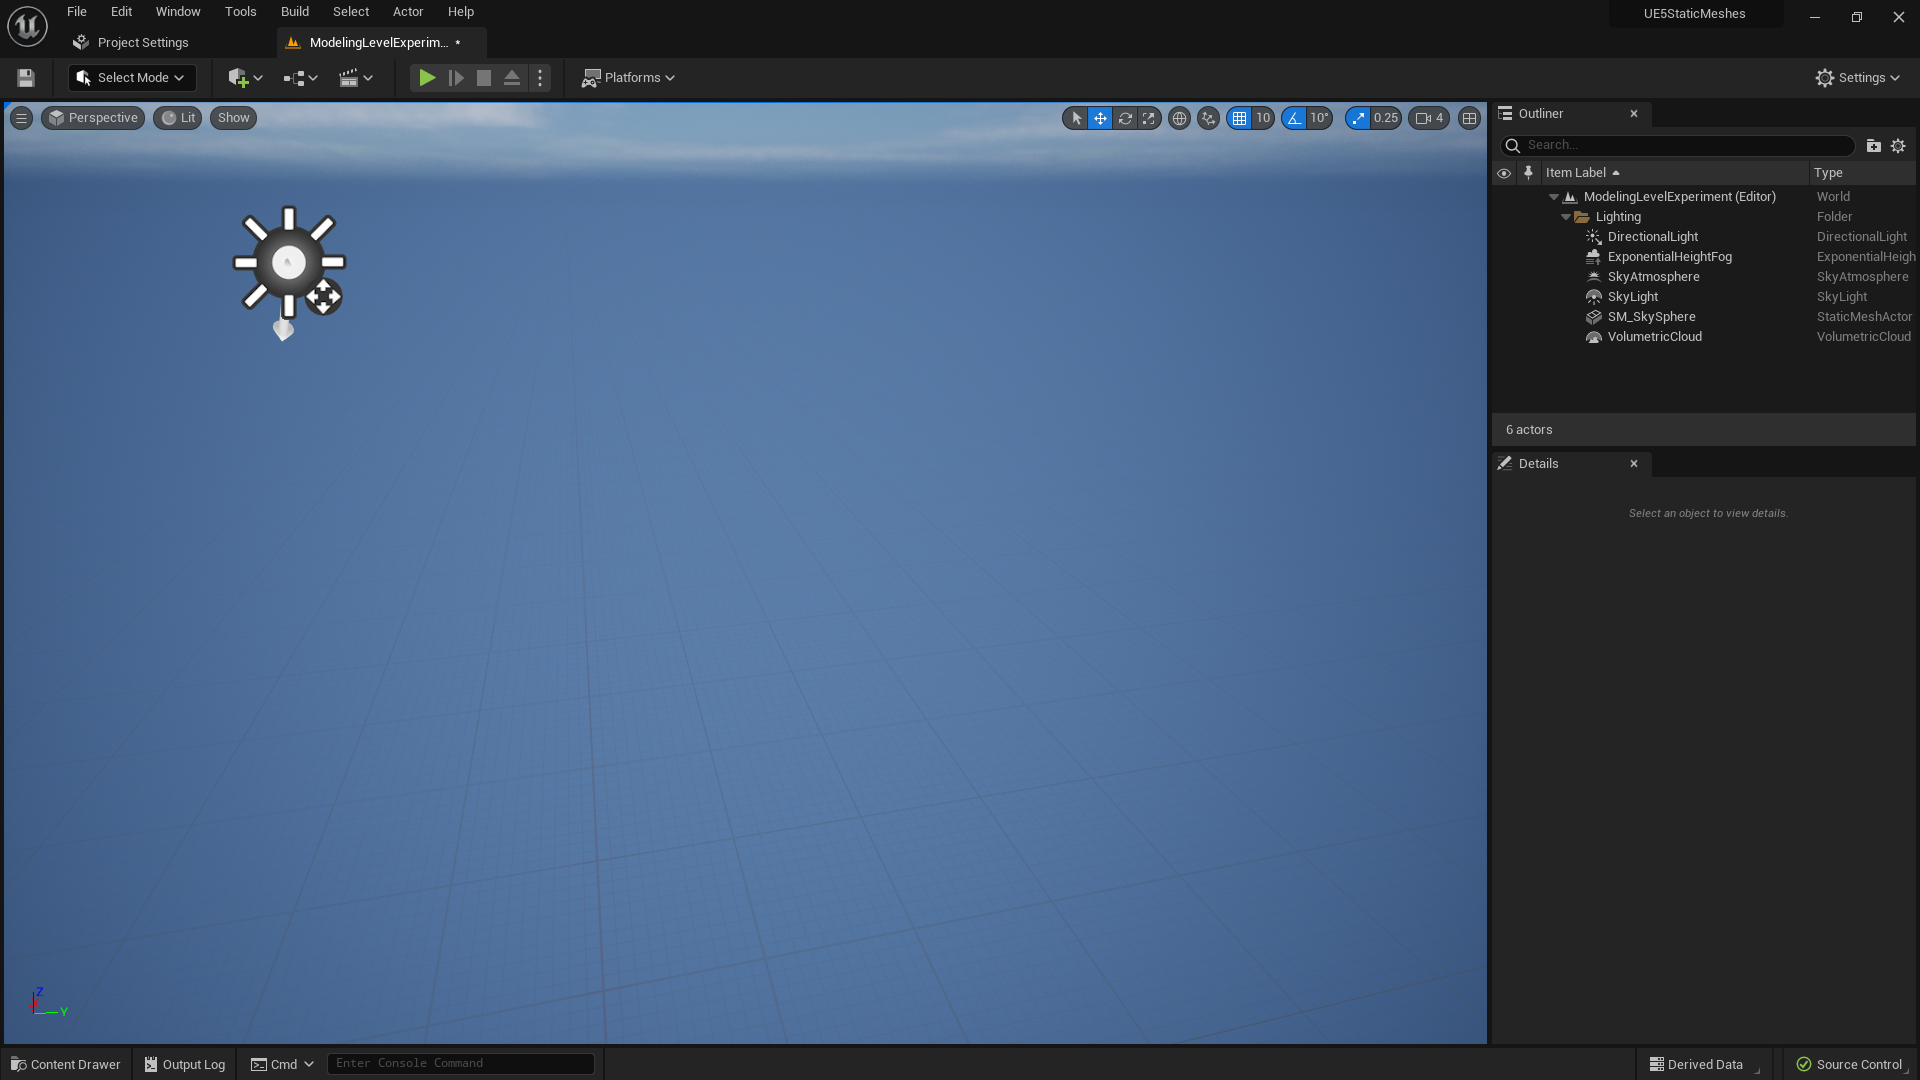 File Edit Window Tools Build Select Actor Help
UE5StaticMeshes
Project Settings
ModelingLevelExperim... •
Select Mode
Platforms
Settings
Perspective Lit Show
10 10° 0.25 4
Outliner
Search...
Item Label Type
ModelingLevelExperiment (Editor) World
Lighting Folder
DirectionalLight DirectionalLight
ExponentialHeightFog ExponentialHeigh
SkyAtmosphere SkyAtmosphere
SkyLight SkyLight
SM_SkySphere StaticMeshActor
VolumetricCloud VolumetricCloud
6 actors
Details
Select an object to view details.
Z
X
Y
Content Drawer Output Log Cmd Enter Console Command Derived Data Source Control